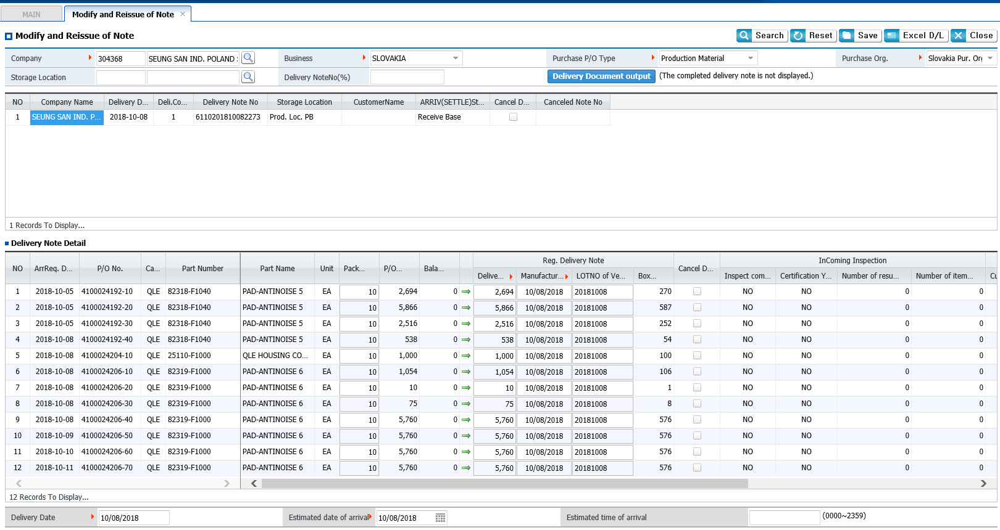 MAIN Modify and Reissue of Note ×
Modify and Reissue of Note Search Reset Save Excel D/L Close
Company 304368 SEUNG SAN IND. POLAND Business SLOVAKIA Purchase P/O Type Production Material Purchase Org. Slovakia Pur. Or
Storage Location Delivery NoteNo(%) Delivery Document output (The completed delivery note is not displayed.)
NO Company Name Delivery D... Deli.Co... Delivery Note No Storage Location CustomerName ARRIV(SETTLE)St... Cancel D... Canceled Note No
1 SEUNG SAN IND. P... 2018-10-08 1 6110201810082273 Prod. Loc. PB Receive Base
1 Records To Display...
Delivery Note Detail
Reg. Delivery Note InComing Inspection
NO ArrReq. D... P/O No. Ca... Part Number Part Name Unit Pack... P/O... Bala... Delive... Manufactur... LOTNO of Ve... Box... Cancel D... Inspect com... Certification Y... Number of resu... Number of item... Cu
1 2018-10-05 4100024192-10 QLE 82318-F1040 PAD-ANTINOISE 5 EA 10 2,694 0 2,694 10/08/2018 20181008 270 NO NO 0 0
2 2018-10-05 4100024192-20 QLE 82318-F1040 PAD-ANTINOISE 5 EA 10 5,866 0 5,866 10/08/2018 20181008 587 NO NO 0 0
3 2018-10-05 4100024192-30 QLE 82318-F1040 PAD-ANTINOISE 5 EA 10 2,516 0 2,516 10/08/2018 20181008 252 NO NO 0 0
4 2018-10-08 4100024192-40 QLE 82318-F1040 PAD-ANTINOISE 5 EA 10 538 0 538 10/08/2018 20181008 54 NO NO 0 0
5 2018-10-08 4100024204-10 QLE 25110-F1000 QLE HOUSING CO... EA 10 1,000 0 1,000 10/08/2018 20181008 100 NO NO 0 0
6 2018-10-08 4100024206-10 QLE 82319-F1000 PAD-ANTINOISE 6 EA 10 1,054 0 1,054 10/08/2018 20181008 106 NO NO 0 0
7 2018-10-08 4100024206-20 QLE 82319-F1000 PAD-ANTINOISE 6 EA 10 10 0 10 10/08/2018 20181008 1 NO NO 0 0
8 2018-10-08 4100024206-30 QLE 82319-F1000 PAD-ANTINOISE 6 EA 10 75 0 75 10/08/2018 20181008 8 NO NO 0 0
9 2018-10-08 4100024206-40 QLE 82319-F1000 PAD-ANTINOISE 6 EA 10 5,760 0 5,760 10/08/2018 20181008 576 NO NO 0 0
10 2018-10-09 4100024206-50 QLE 82319-F1000 PAD-ANTINOISE 6 EA 10 5,760 0 5,760 10/08/2018 20181008 576 NO NO 0 0
11 2018-10-10 4100024206-60 QLE 82319-F1000 PAD-ANTINOISE 6 EA 10 5,760 0 5,760 10/08/2018 20181008 576 NO NO 0 0
12 2018-10-11 4100024206-70 QLE 82319-F1000 PAD-ANTINOISE 6 EA 10 5,760 0 5,760 10/08/2018 20181008 576 NO NO 0 0
12 Records To Display...
Delivery Date 10/08/2018 Estimated date of arrival 10/08/2018 Estimated time of arrival (0000~2359)